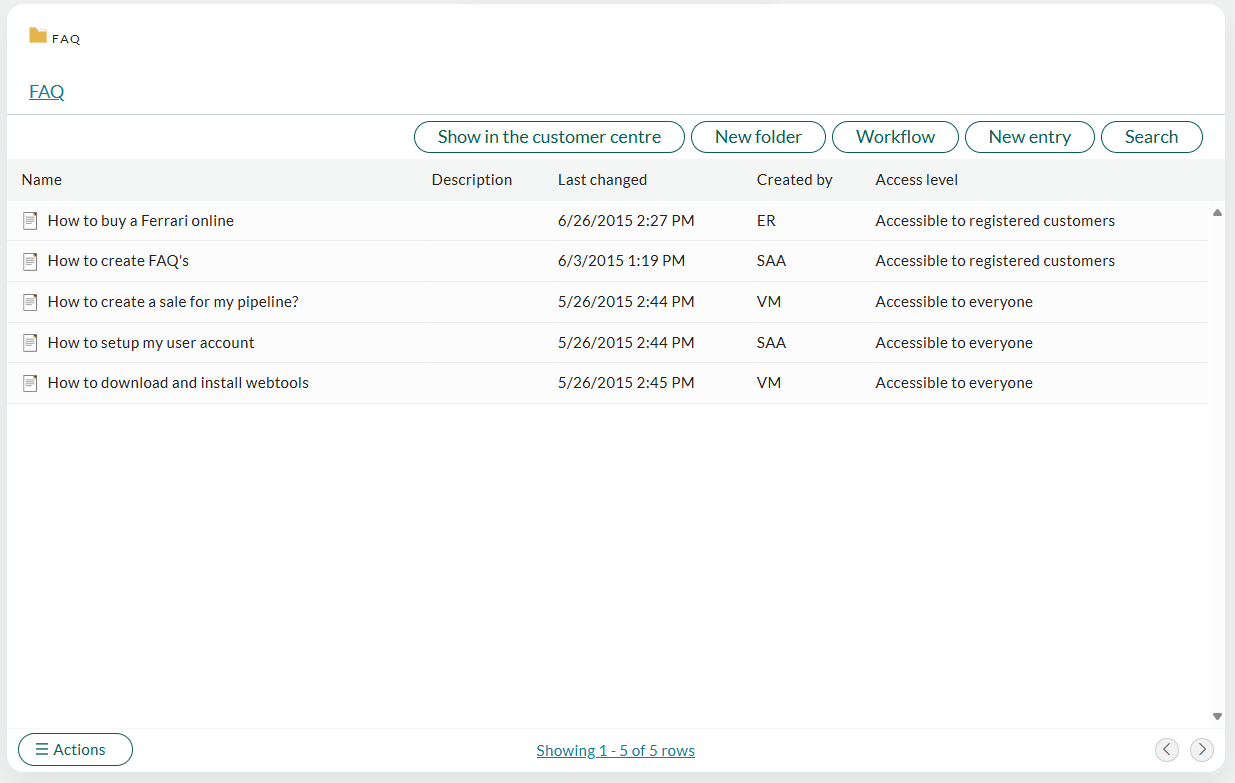 FAQ
FAQ
Show in the customer centre New folder Workflow New entry Search
Name Description Last changed Created by Access level
How to buy a Ferrari online 6/26/2015 2:27 PM ER Accessible to registered customers
How to create FAQ's 6/3/2015 1:19 PM SAA Accessible to registered customers
How to create a sale for my pipeline? 5/26/2015 2:44 PM VM Accessible to everyone
How to setup my user account 5/26/2015 2:44 PM SAA Accessible to everyone
How to download and install webtools 5/26/2015 2:45 PM VM Accessible to everyone
Actions Showing 1 - 5 of 5 rows